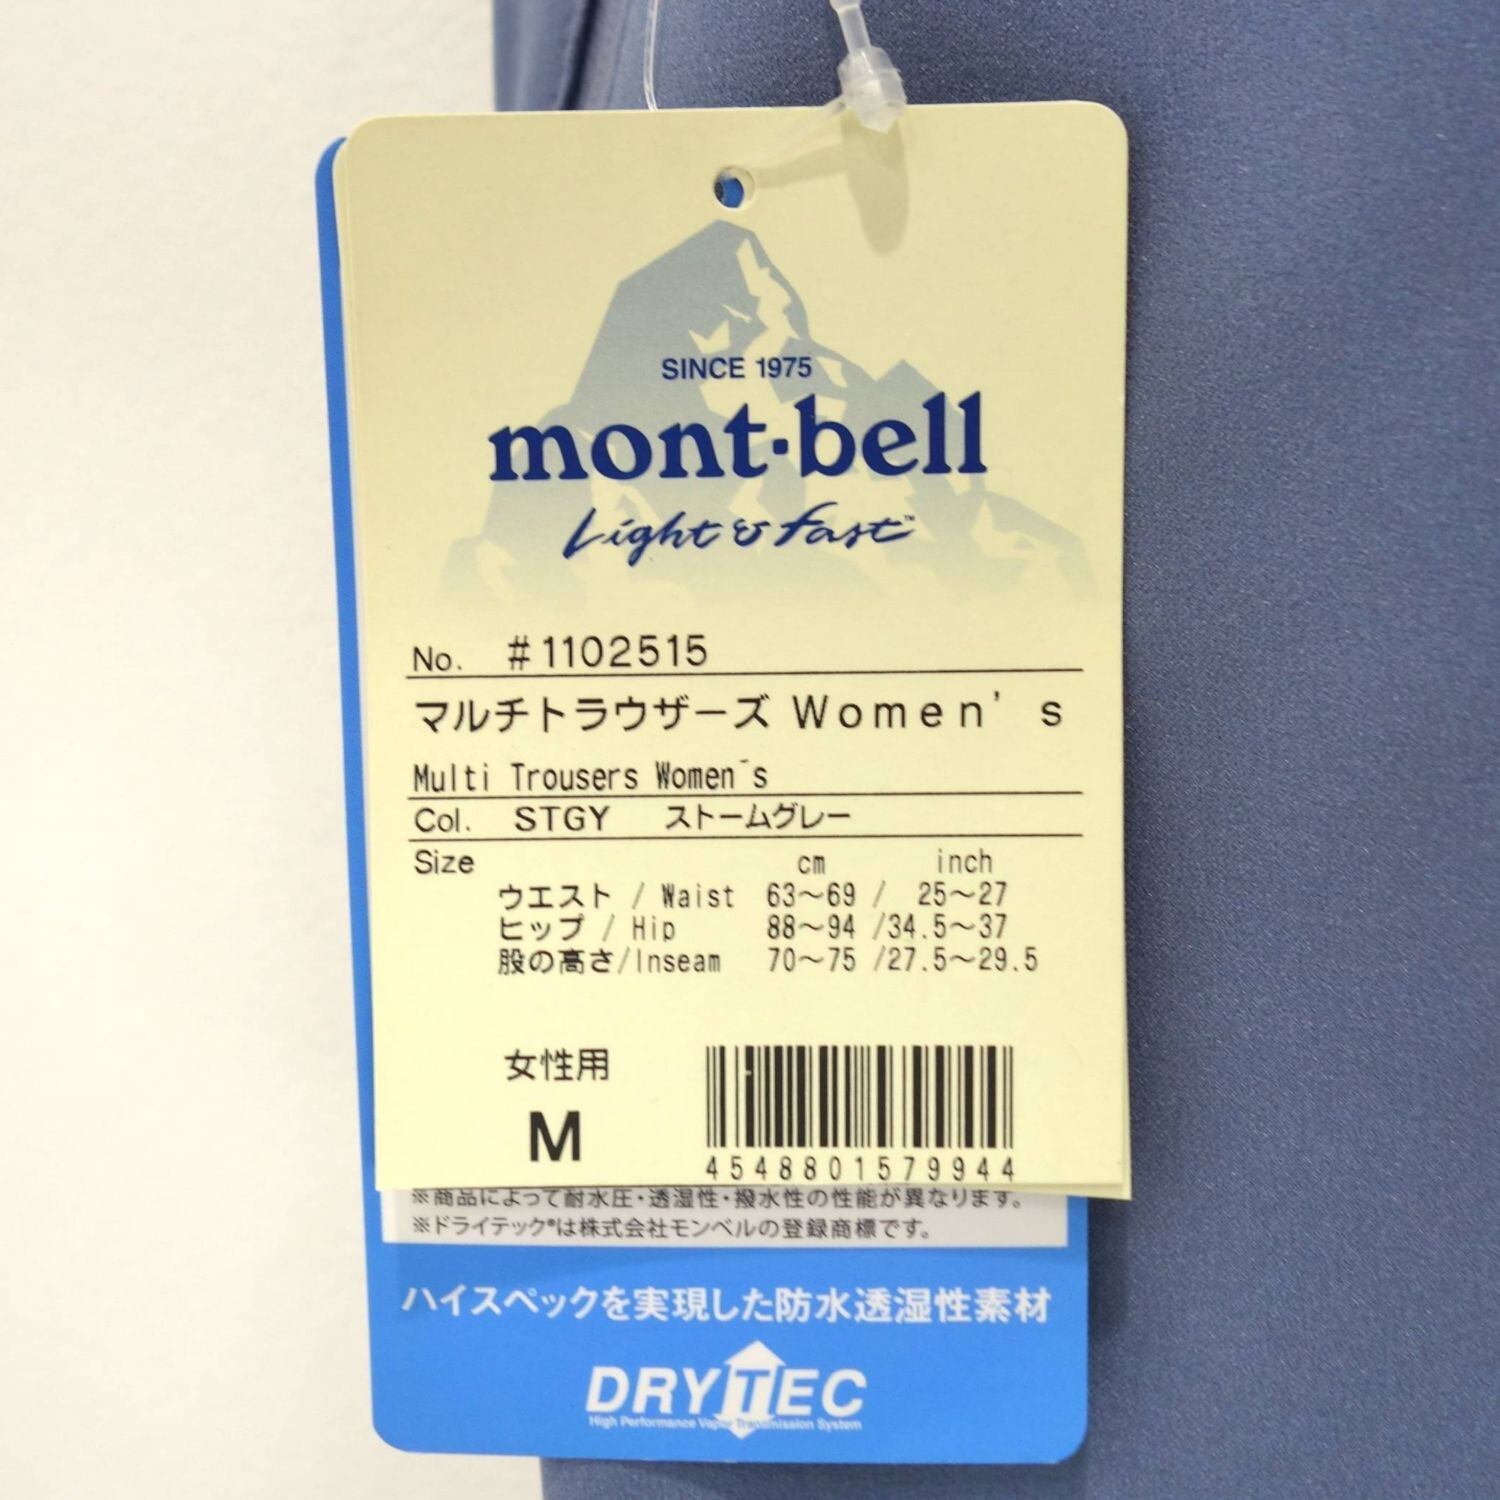 SINCE 1975
mont·bell
Light & Fast™
No. #1102515
マルチトラウザーズ Women's
Multi Trousers Women´s
Col. STGY ストームグレー
Size cm inch
ウエスト / Waist 63～69 / 25～27
ヒップ / Hip 88～94 /34.5～37
股の高さ/Inseam 70～75 /27.5～29.5
女性用
M
4548801579944
※商品によって耐水圧・透湿性・撥水性の性能が異なります。
※ドライテック®は株式会社モンベルの登録商標です。
ハイスペックを実現した防水透湿性素材
DRYTEC
High Performance Vapor Transmission System